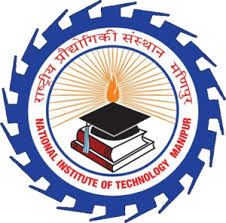 राष्ट्रीय प्रौद्योगिकी संस्थान मणिपुर
NATIONAL INSTITUTE OF TECHNOLOGY MANIPUR